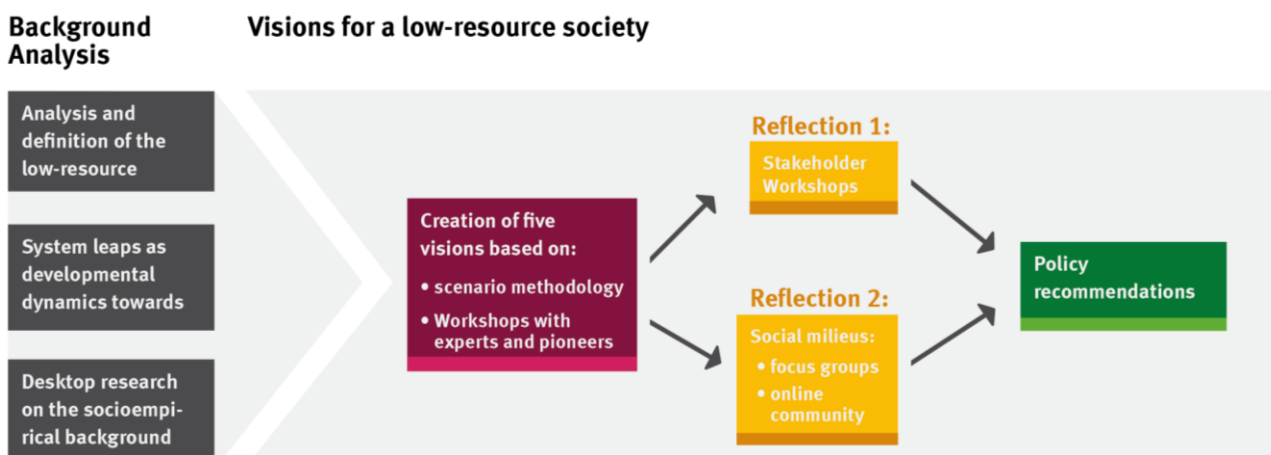 Background
Analysis
Visions for a low-resource society
Analysis and
definition of the
low-resource
System leaps as
developmental
dynamics towards
Desktop research
on the socioempi-
rical background
Creation of five
visions based on:
• scenario methodology
• Workshops with
experts and pioneers
Reflection 1:
Stakeholder
Workshops
Reflection 2:
Social milieus:
• focus groups
• online
community
Policy
recommendations